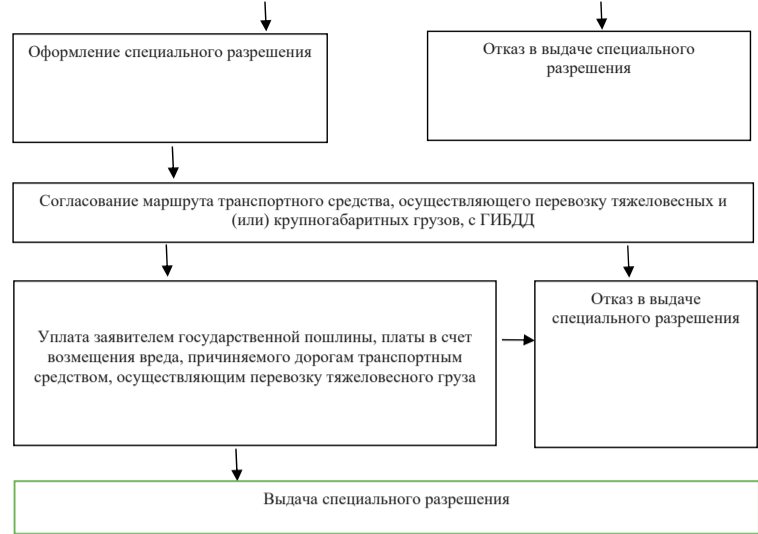 Оформление специального разрешения
Отказ в выдаче специального
разрешения
Согласование маршрута транспортного средства, осуществляющего перевозку тяжеловесных и
(или) крупногабаритных грузов, с ГИБДД
Уплата заявителем государственной пошлины, платы в счет
возмещения вреда, причиняемого дорогам транспортным
средством, осуществляющим перевозку тяжеловесного груза
Отказ в выдаче
специального разрешения
Выдача специального разрешения